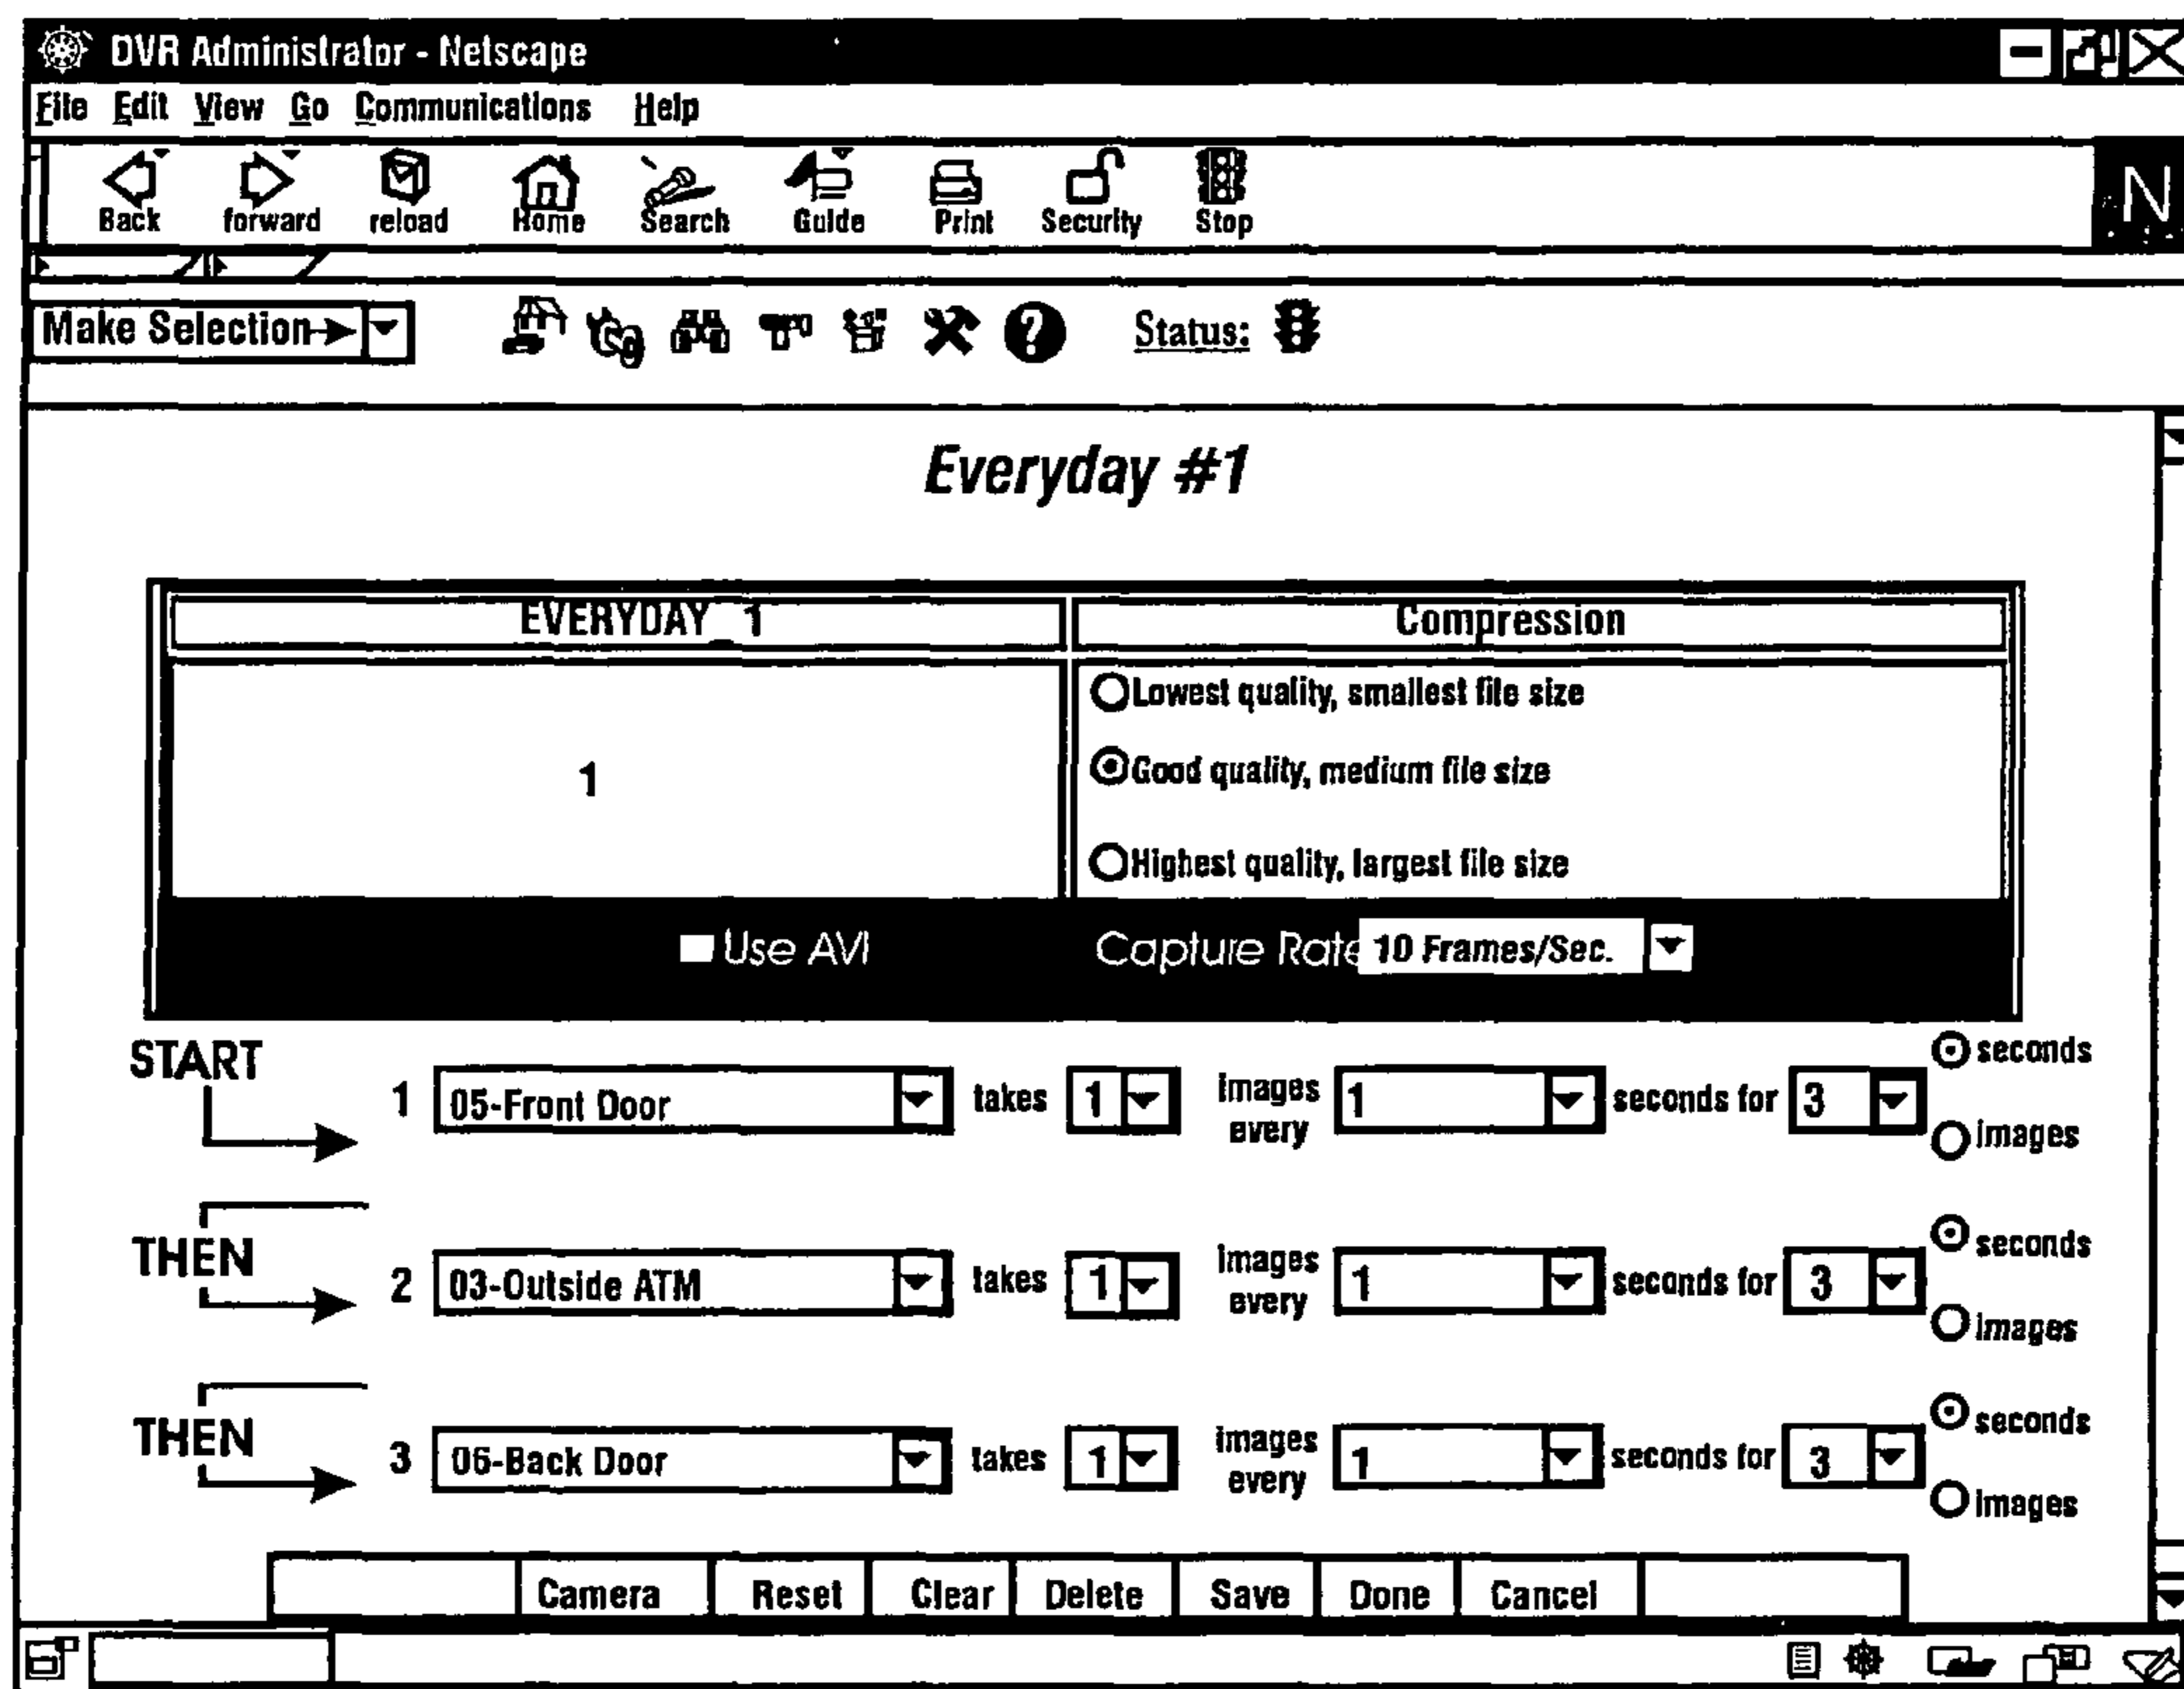 DVR Administrator - Netscape
File Edit View Go Communications Help
Back forward reload Home Search Guide Print Security Stop
N
Make Selection ? Status:
Everyday #1
EVERYDAY_1 Compression
Lowest quality, smallest file size
1 Good quality, medium file size
Highest quality, largest file size
Use AVI Capture Rate 10 Frames/Sec.
START 1 05-Front Door takes 1 images every 1 seconds for 3 seconds images
THEN 2 03-Outside ATM takes 1 images every 1 seconds for 3 seconds images
THEN 3 06-Back Door takes 1 images every 1 seconds for 3 seconds images
Camera Reset Clear Delete Save Done Cancel